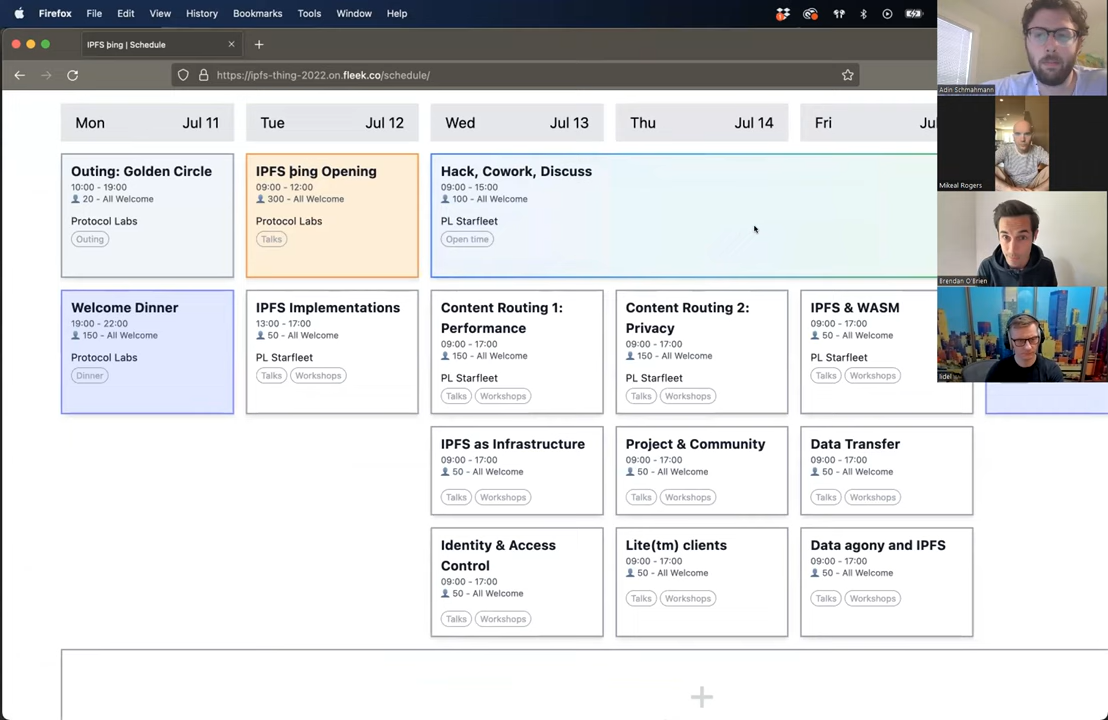 Firefox File Edit View History Bookmarks Tools Window Help
IPFS þing | Schedule
https://ipfs-thing-2022.on.fleek.co/schedule/
Adin Schmahmann
Mikeal Rogers
Brendan O'Brien
lidel
Mon Jul 11
Tue Jul 12
Wed Jul 13
Thu Jul 14
Fri
Outing: Golden Circle
10:00 - 19:00
20 - All Welcome
Protocol Labs
Outing
IPFS þing Opening
09:00 - 12:00
300 - All Welcome
Protocol Labs
Talks
Hack, Cowork, Discuss
09:00 - 15:00
100 - All Welcome
PL Starfleet
Open time
Welcome Dinner
19:00 - 22:00
150 - All Welcome
Protocol Labs
Dinner
IPFS Implementations
13:00 - 17:00
50 - All Welcome
PL Starfleet
Talks Workshops
Content Routing 1:
Performance
09:00 - 17:00
150 - All Welcome
PL Starfleet
Talks Workshops
Content Routing 2:
Privacy
09:00 - 17:00
150 - All Welcome
PL Starfleet
Talks Workshops
IPFS & WASM
09:00 - 17:00
50 - All Welcome
PL Starfleet
Talks Workshops
IPFS as Infrastructure
09:00 - 17:00
50 - All Welcome
Talks Workshops
Project & Community
09:00 - 17:00
50 - All Welcome
Talks Workshops
Data Transfer
09:00 - 17:00
50 - All Welcome
Talks Workshops
Identity & Access
Control
09:00 - 17:00
50 - All Welcome
Talks Workshops
Lite(tm) clients
09:00 - 17:00
50 - All Welcome
Talks Workshops
Data agony and IPFS
09:00 - 17:00
50 - All Welcome
Talks Workshops